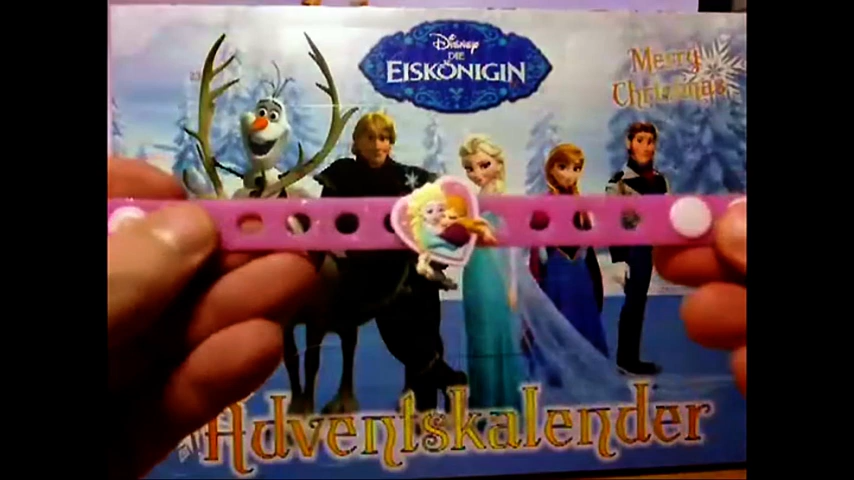 Disney
DIE
EISKÖNIGIN
Merry
Christmas
Adventskalender